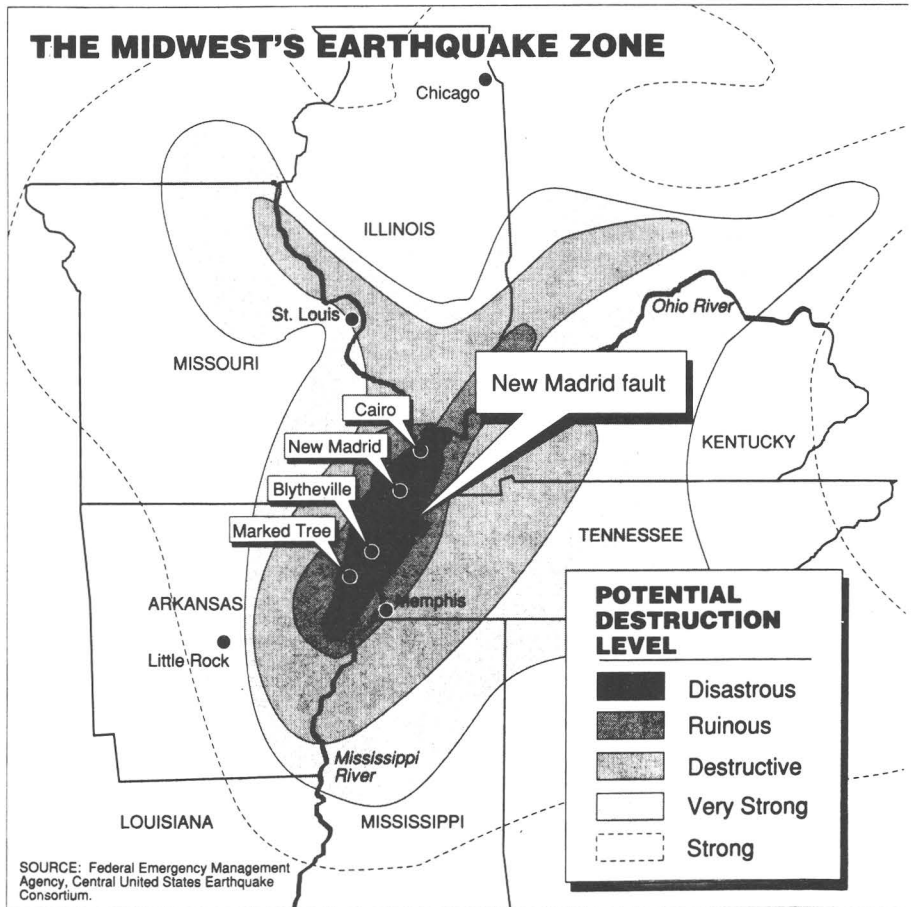 THE MIDWEST'S EARTHQUAKE ZONE
Chicago
ILLINOIS
Ohio River
St. Louis
MISSOURI
New Madrid fault
Cairo
New Madrid
KENTUCKY
Blytheville
Marked Tree
TENNESSEE
ARKANSAS
Memphis
Little Rock
Mississippi
River
LOUISIANA
MISSISSIPPI
POTENTIAL
DESTRUCTION
LEVEL
Disastrous
Ruinous
Destructive
Very Strong
Strong
SOURCE: Federal Emergency Management
Agency, Central United States Earthquake
Consortium.